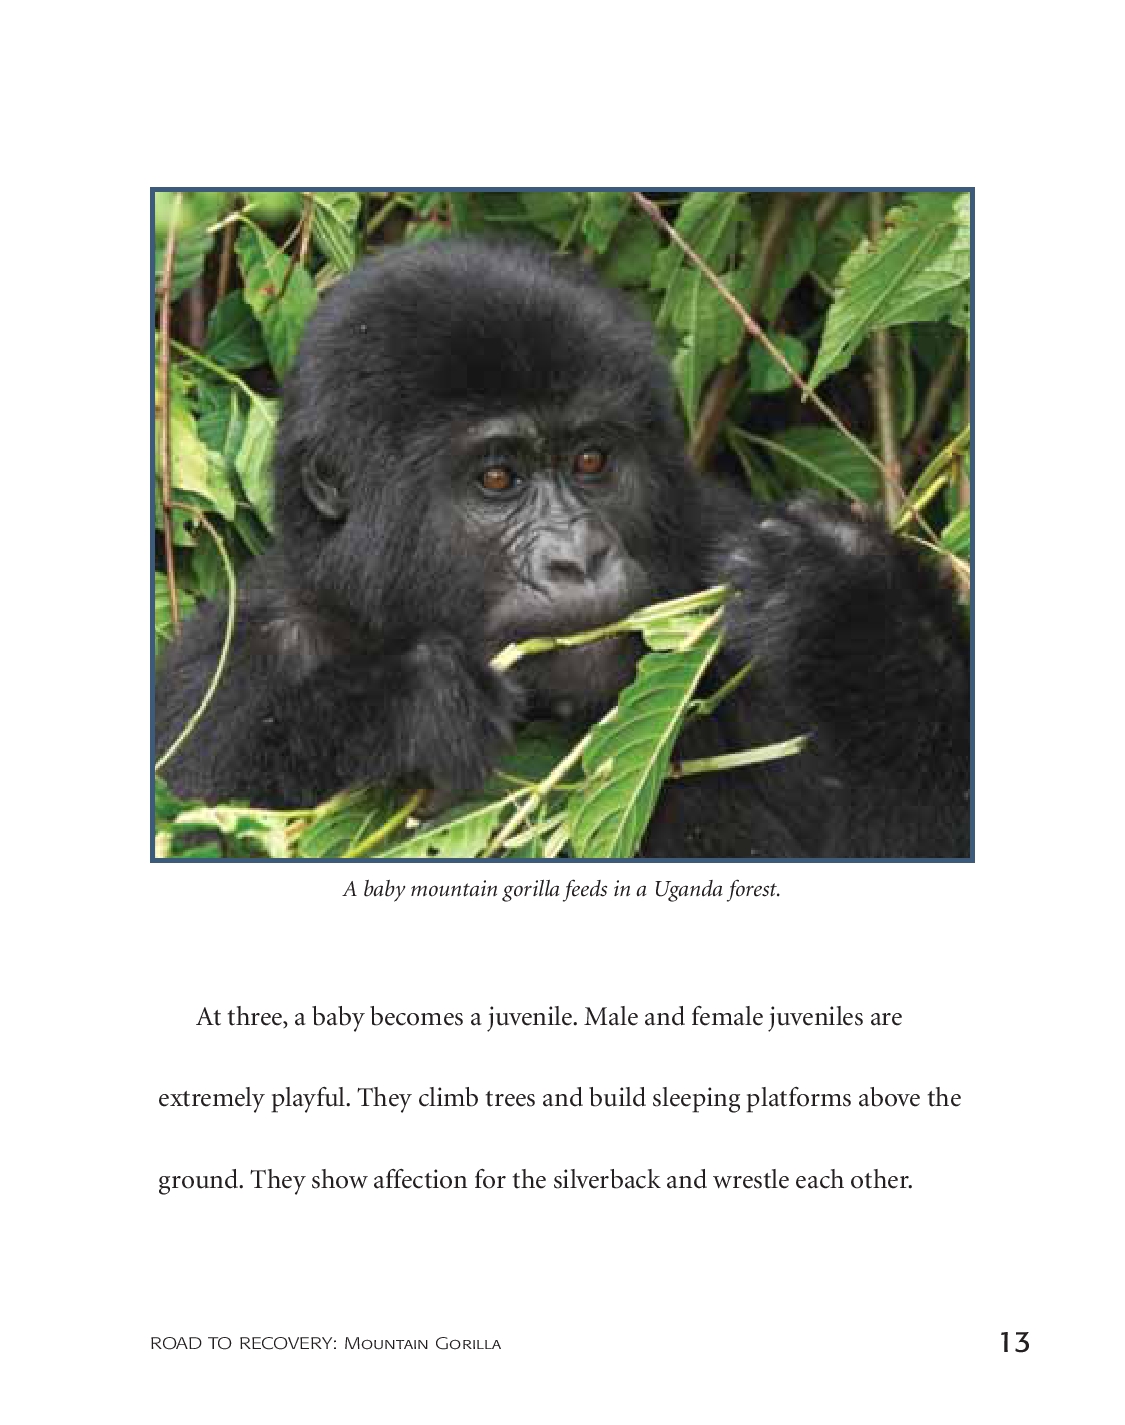 A baby mountain gorilla feeds in a Uganda forest.
At three, a baby becomes a juvenile. Male and female juveniles are
extremely playful. They climb trees and build sleeping platforms above the
ground. They show affection for the silverback and wrestle each other.
ROAD TO RECOVERY: Mountain Gorilla
13